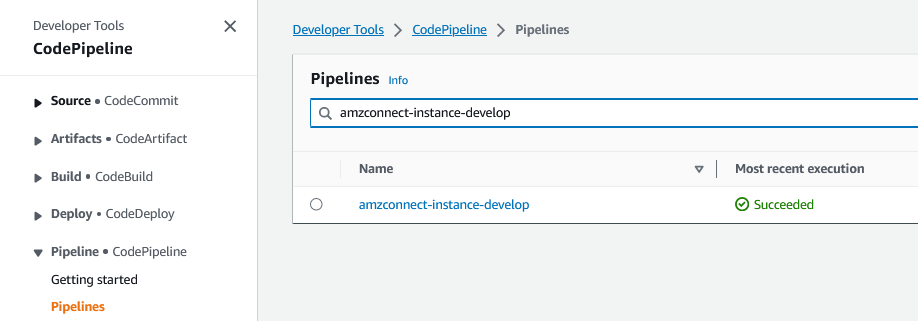 Developer Tools
CodePipeline
Source • CodeCommit
Artifacts • CodeArtifact
Build • CodeBuild
Deploy • CodeDeploy
Pipeline • CodePipeline
Getting started
Pipelines
Developer Tools > CodePipeline > Pipelines
Pipelines Info
amzconnect-instance-develop
Name Most recent execution
amzconnect-instance-develop Succeeded